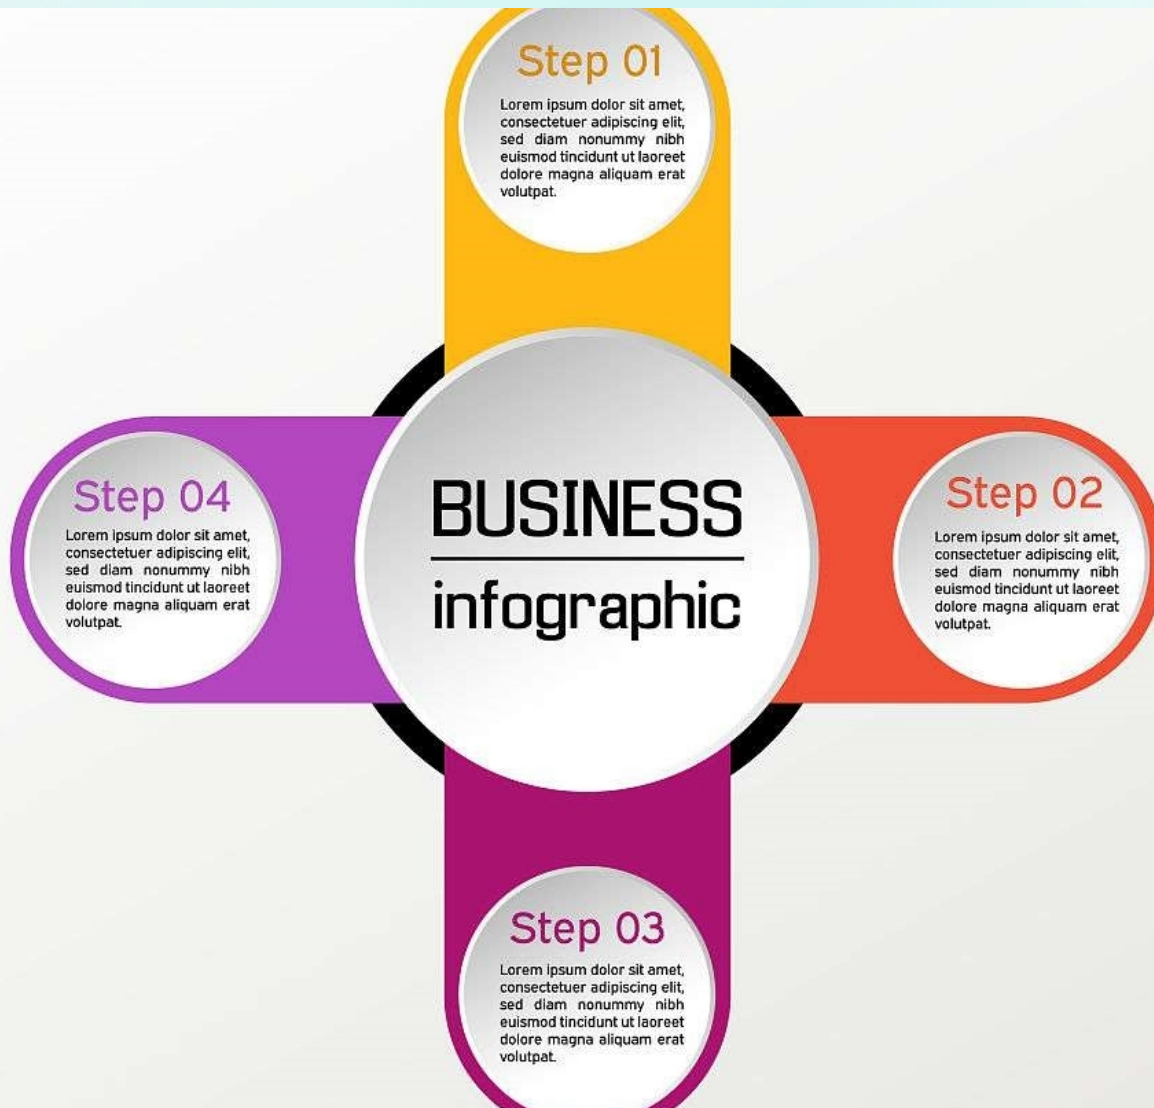 Step 01
Lorem ipsum dolor sit amet,
consectetuer adipiscing elit,
sed diam nonummy nibh
euismod tincidunt ut laoreet
dolore magna aliquam erat
volutpat.
BUSINESS
infographic
Step 02
Lorem ipsum dolor sit amet,
consectetuer adipiscing elit,
sed diam nonummy nibh
euismod tincidunt ut laoreet
dolore magna aliquam erat
volutpat.
Step 03
Lorem ipsum dolor sit amet,
consectetuer adipiscing elit,
sed diam nonummy nibh
euismod tincidunt ut laoreet
dolore magna aliquam erat
volutpat.
Step 04
Lorem ipsum dolor sit amet,
consectetuer adipiscing elit,
sed diam nonummy nibh
euismod tincidunt ut laoreet
dolore magna aliquam erat
volutpat.